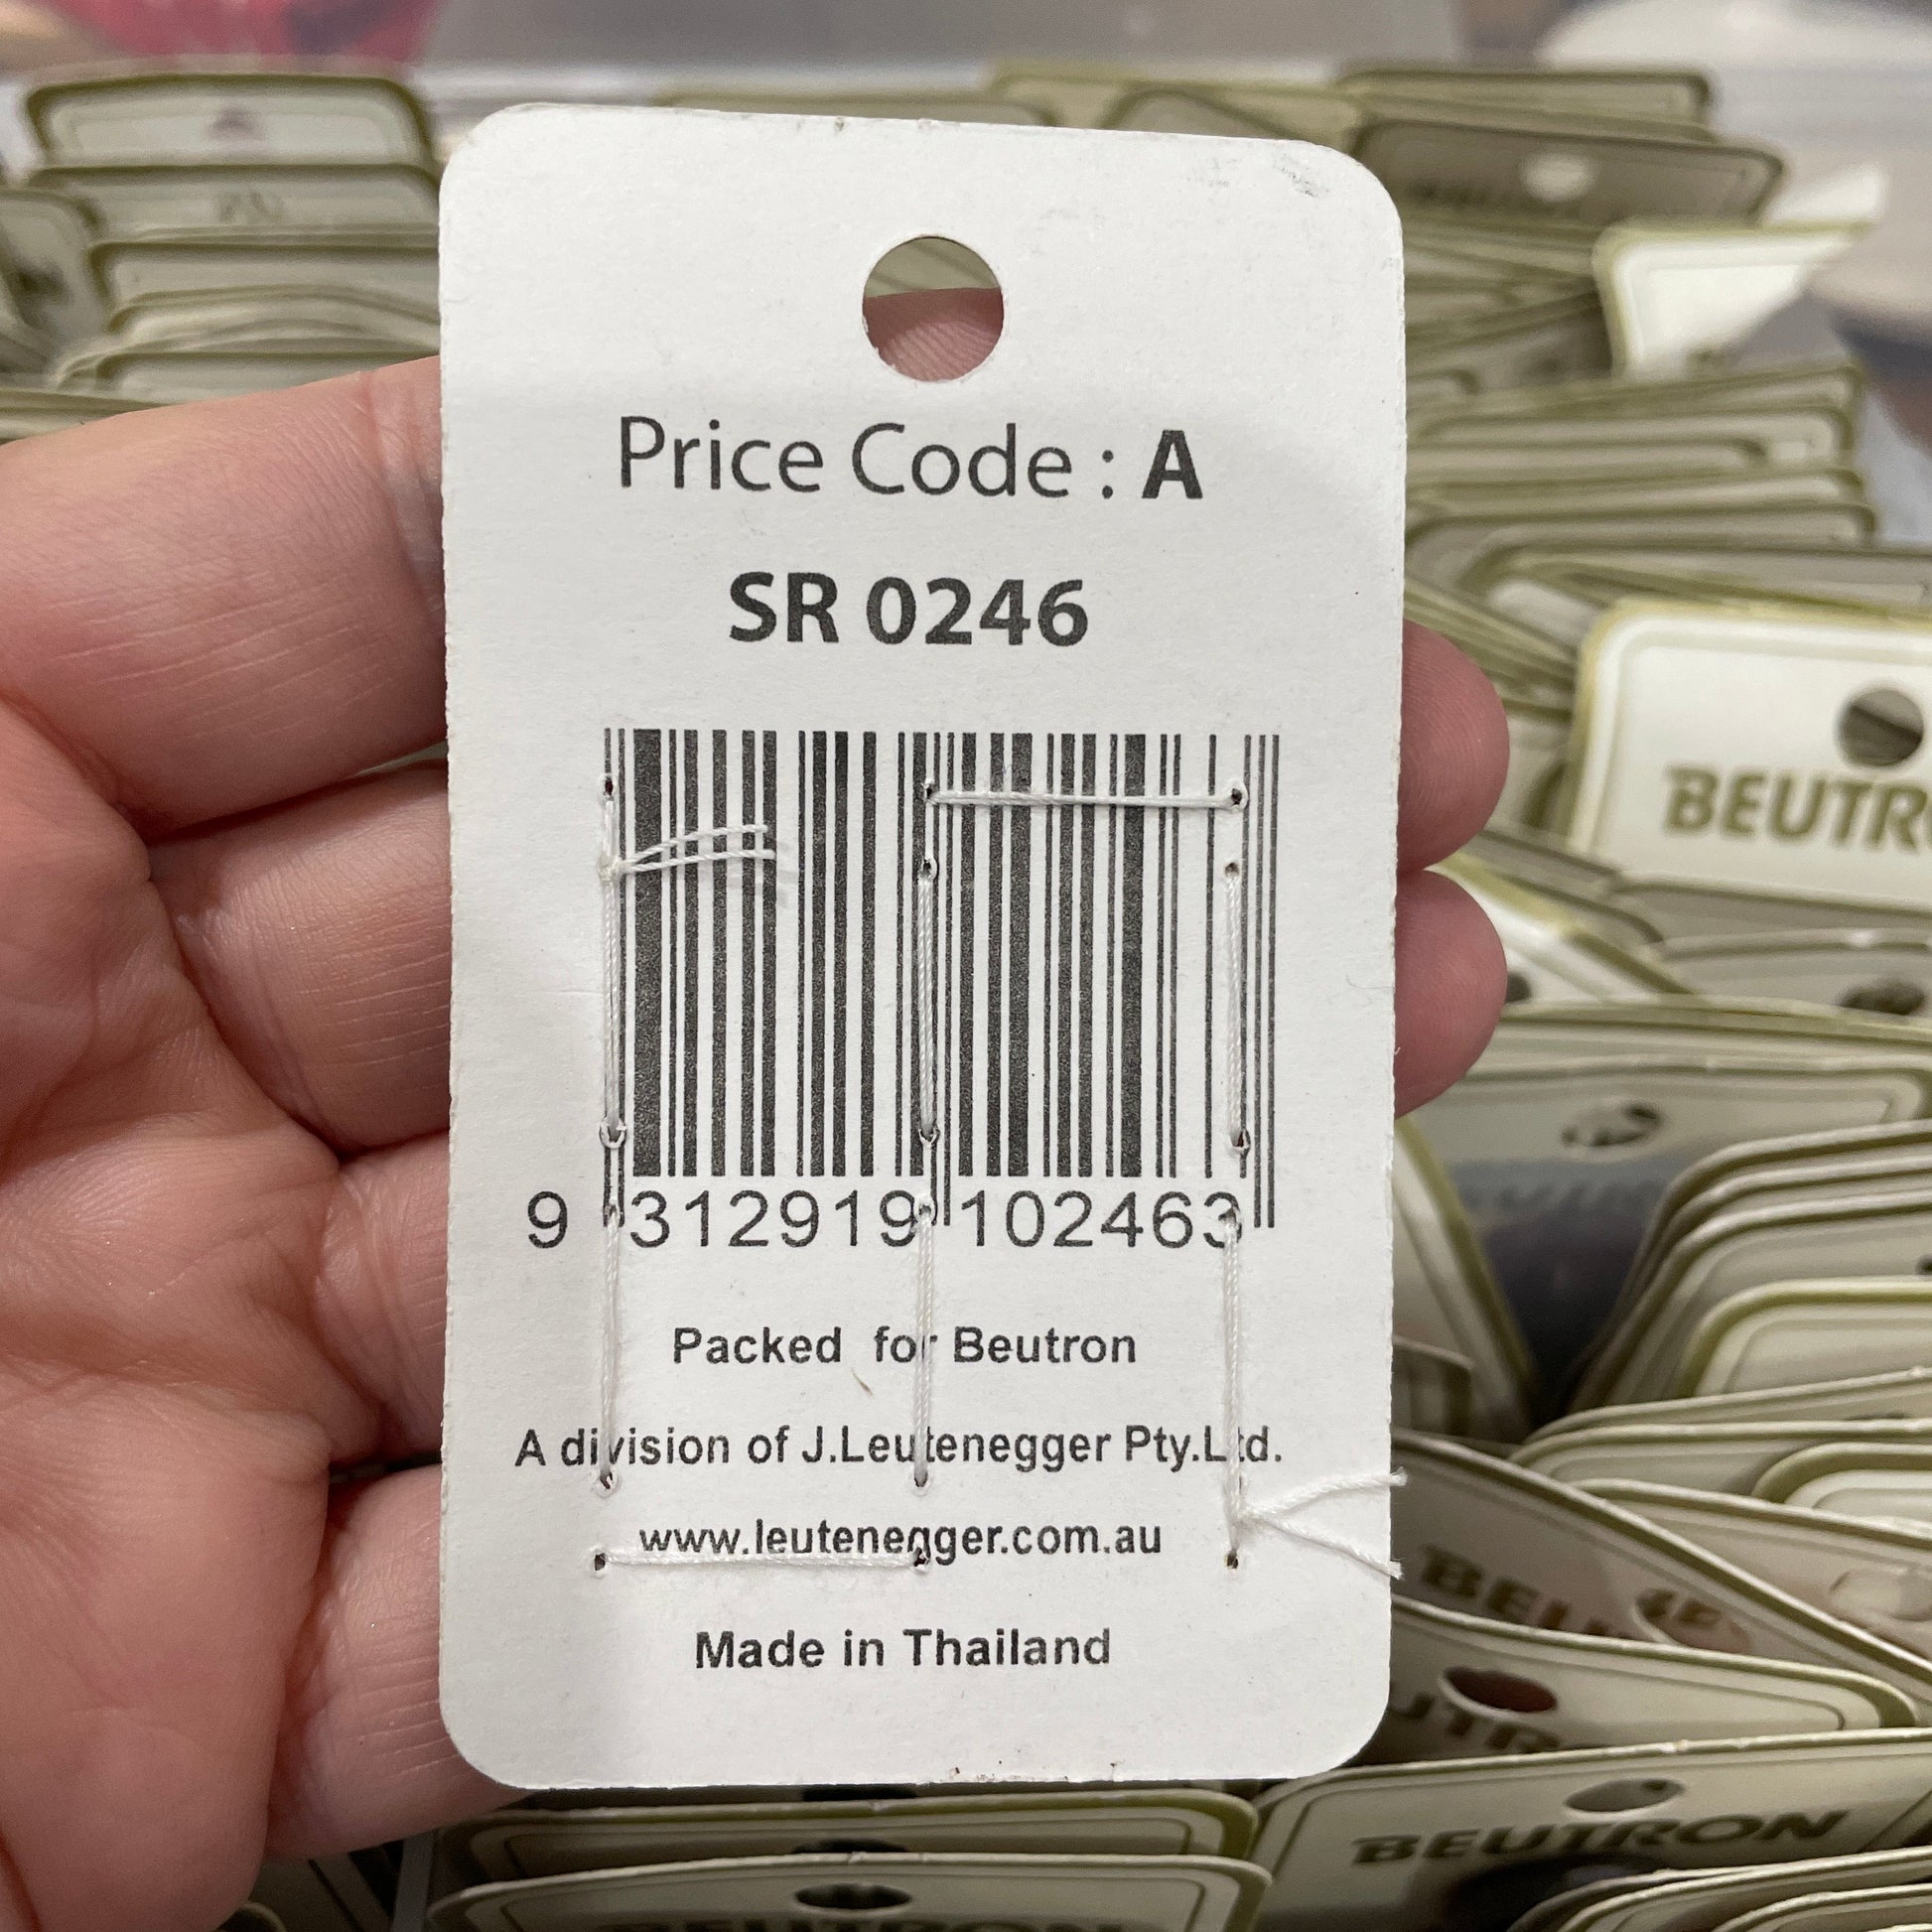 Price Code : A
SR 0246
9 312919 102463
Packed for Beutron
A division of J.Leutenegger Pty.Ltd.
www.leutenegger.com.au
Made in Thailand
BEUTRON